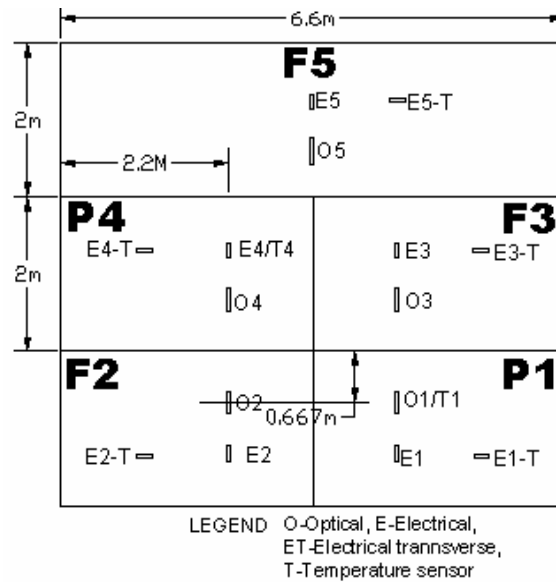 6.6m
F5
E5
E5-T
2m
O5
2.2M
P4
F3
E4-T
E4/T4
E3
E3-T
2m
O4
O3
F2
P1
O2
O1/T1
0.667m
E2-T
E2
E1
E1-T
LEGEND O-Optical, E-Electrical,
ET-Electrical trannsverse,
T-Temperature sensor